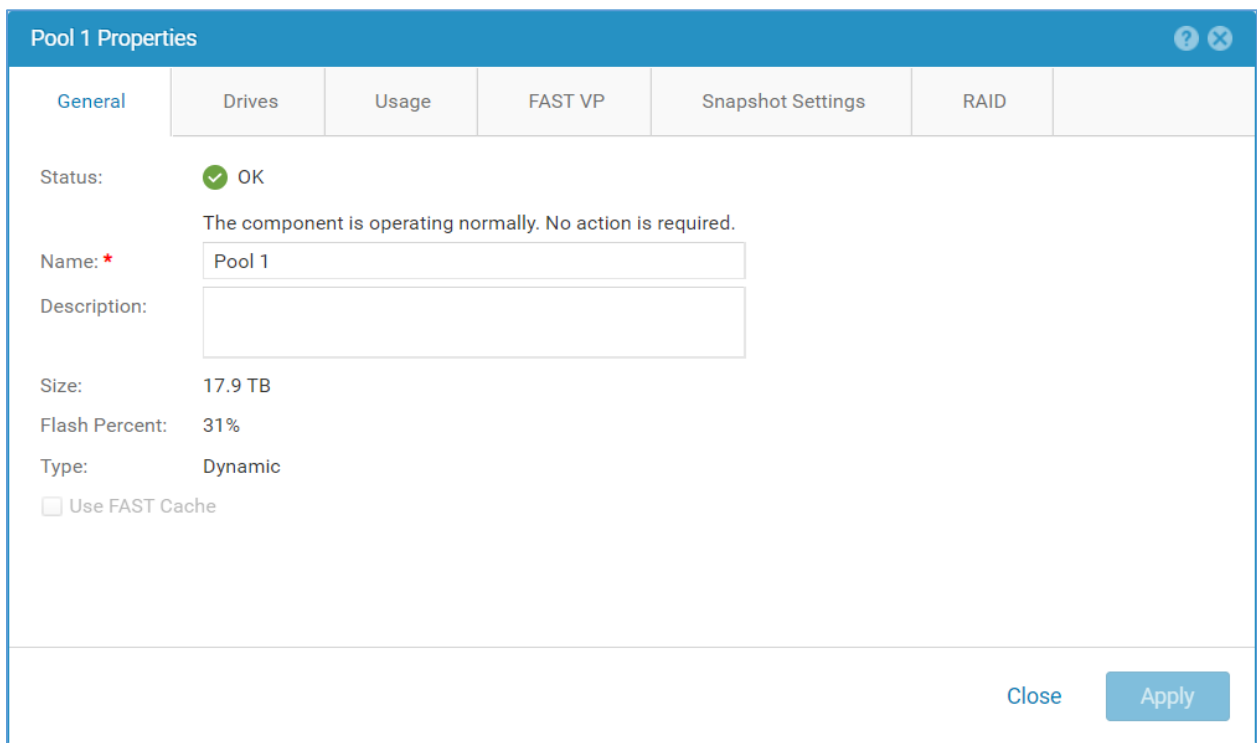 Pool 1 Properties
General Drives Usage FAST VP Snapshot Settings RAID
Status: OK
The component is operating normally. No action is required.
Name: * Pool 1
Description:
Size: 17.9 TB
Flash Percent: 31%
Type: Dynamic
Use FAST Cache
Close Apply